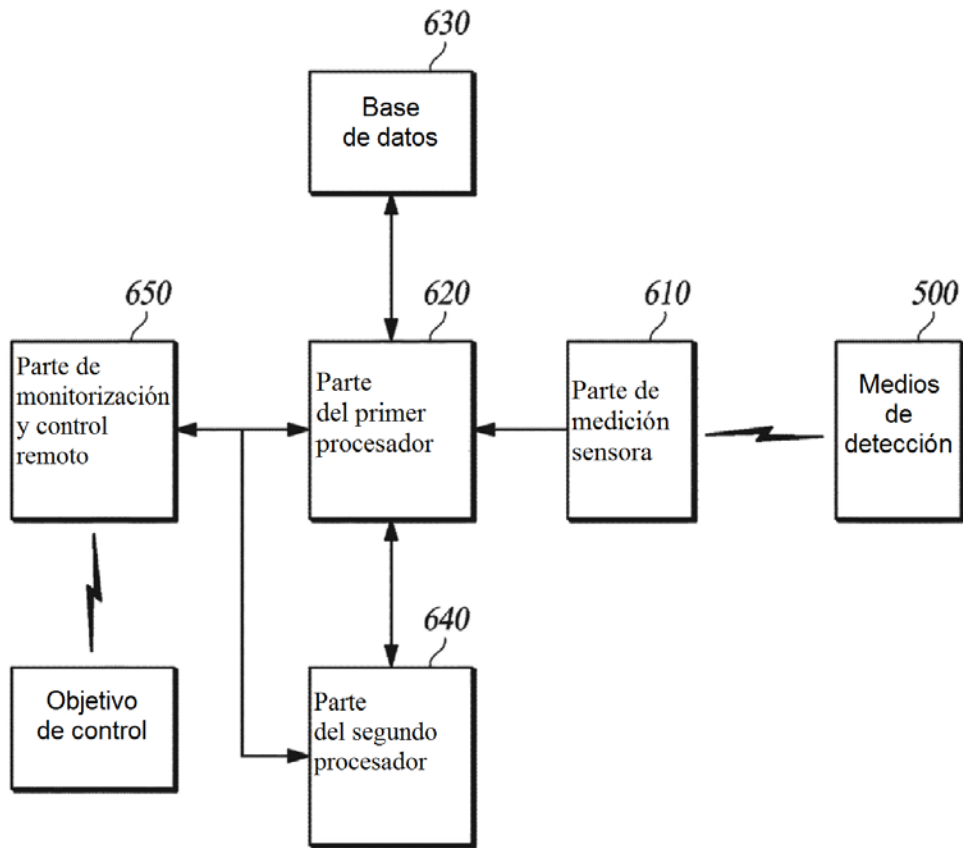 630
Base
de datos
650
620
610
500
Parte de
monitorización
y control
remoto
Parte
del primer
procesador
Parte de
medición
sensora
Medios
de
detección
640
Objetivo
de control
Parte
del segundo
procesador